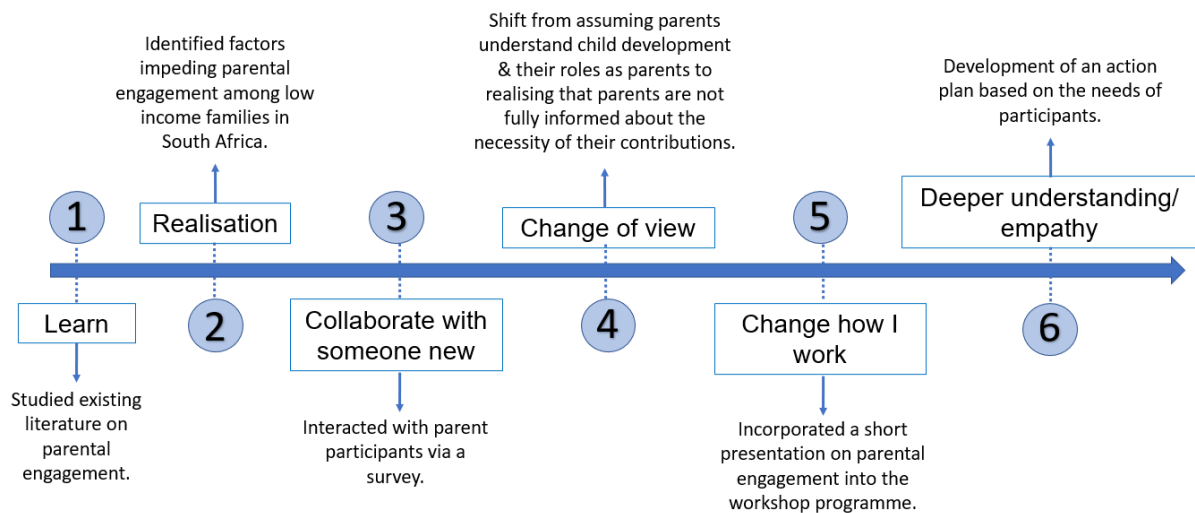 1
Learn
Studied existing
literature on
parental
engagement.
Identified factors
impeding parental
engagement among low
income families in
South Africa.
Realisation
2
3
Collaborate with
someone new
Interacted with parent
participants via a
survey.
Shift from assuming parents
understand child development
& their roles as parents to
realising that parents are not
fully informed about the
necessity of their contributions.
Change of view
4
5
Change how I
work
Incorporated a short
presentation on parental
engagement into the
workshop programme.
Development of an action
plan based on the needs of
participants.
Deeper understanding/
empathy
6